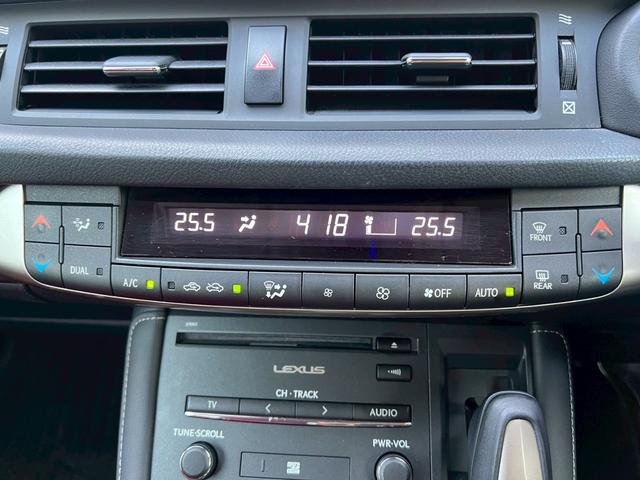 25.5 4:18 25.5
FRONT
DUAL
A/C OFF AUTO REAR
LEXUS
CH·TRACK
TV AUDIO
TUNE·SCROLL PWR·VOL